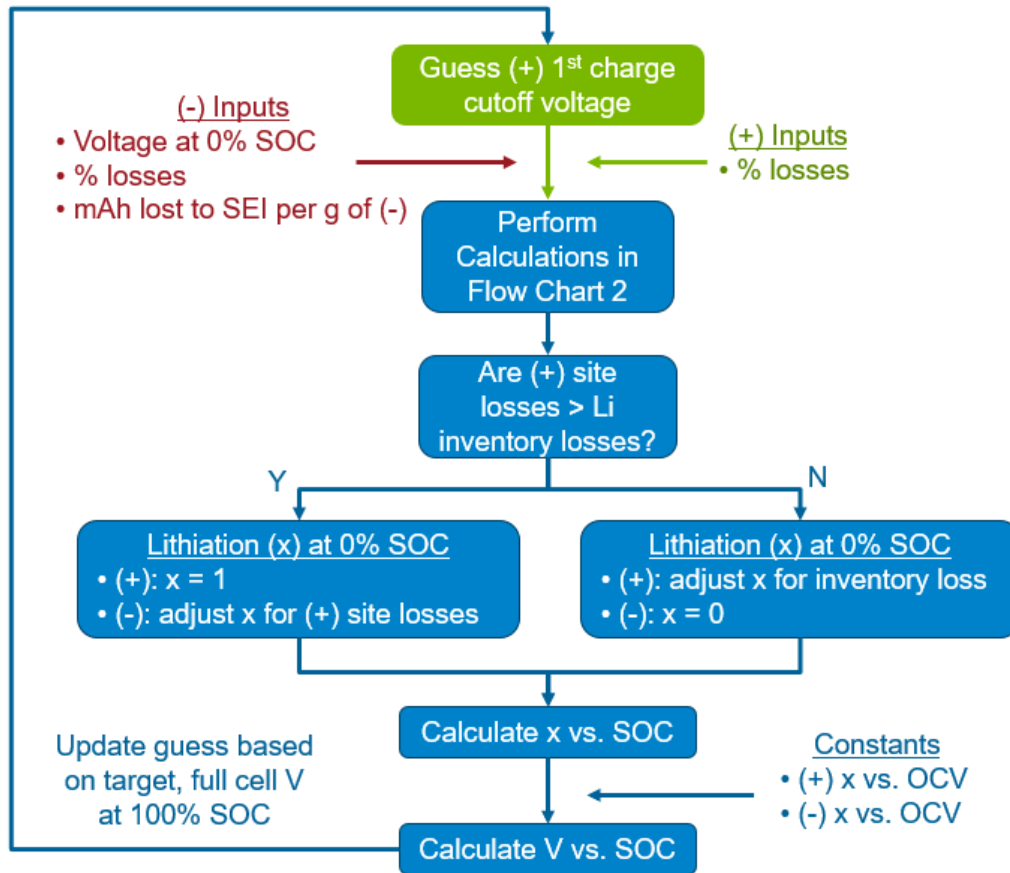 Guess (+) 1st charge
cutoff voltage
(-) Inputs
• Voltage at 0% SOC
• % losses
• mAh lost to SEI per g of (-)
(+) Inputs
• % losses
Perform
Calculations in
Flow Chart 2
Are (+) site
losses > Li
inventory losses?
Y
N
Lithiation (x) at 0% SOC
• (+): x = 1
• (-): adjust x for (+) site losses
Lithiation (x) at 0% SOC
• (+): adjust x for inventory loss
• (-): x = 0
Calculate x vs. SOC
Update guess based
on target, full cell V
at 100% SOC
Constants
• (+) x vs. OCV
• (-) x vs. OCV
Calculate V vs. SOC